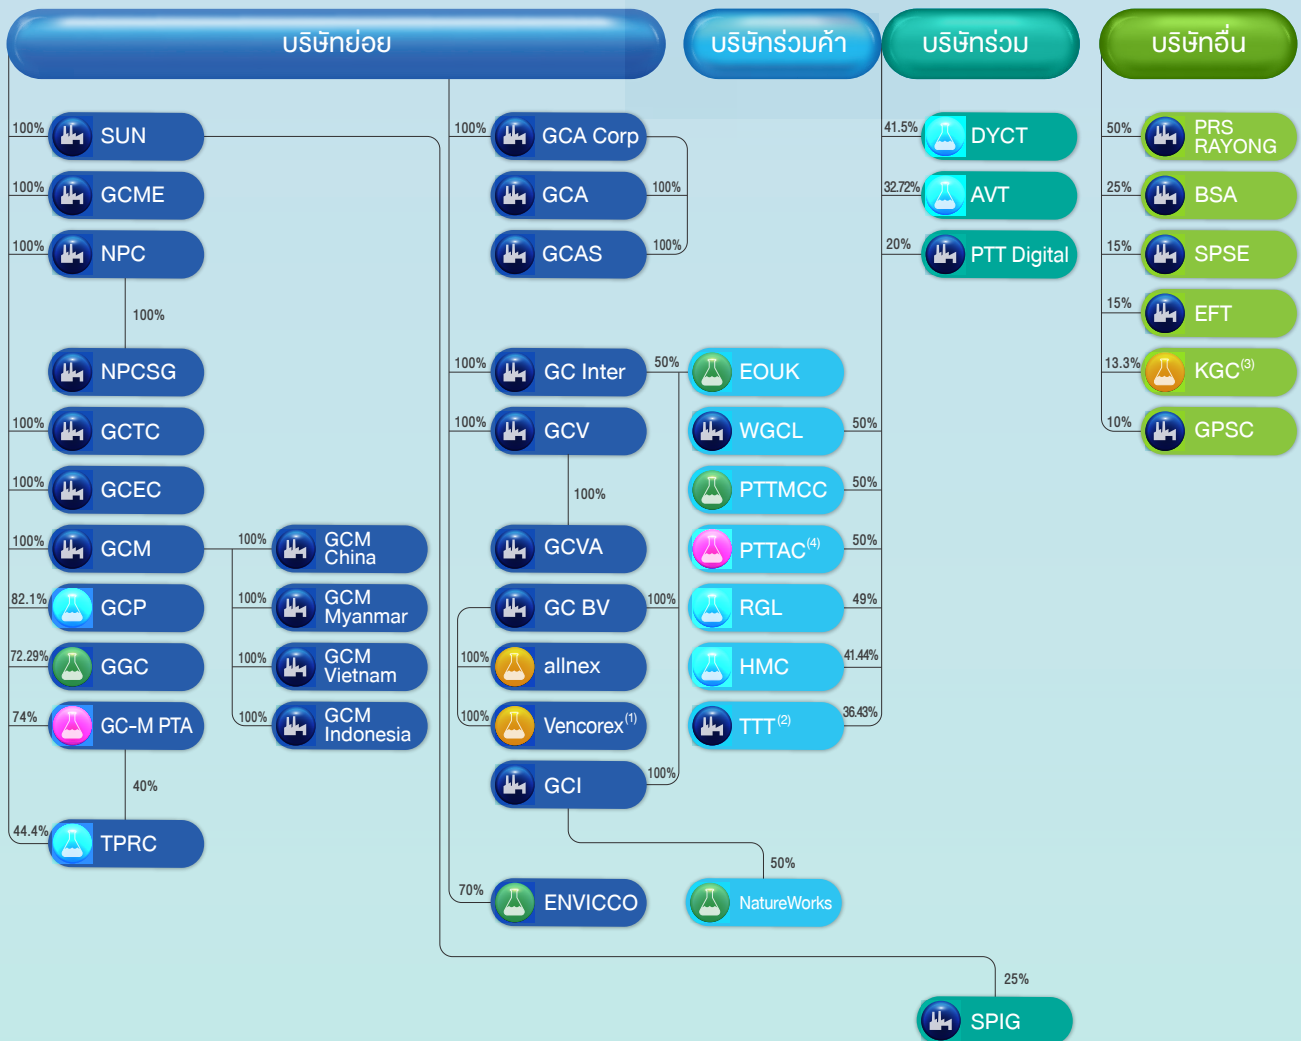 บริษัทย่อย
บริษัทร่วมค้า
บริษัทร่วม
บริษัทอื่น
100%
SUN
100%
GCME
100%
NPC
100%
NPCSG
100%
GCTC
100%
GCEC
100%
GCM
82.1%
GCP
72.29%
GGC
74%
GC-M PTA
40%
44.4%
TPRC
100%
GCM
China
100%
GCM
Myanmar
100%
GCM
Vietnam
100%
GCM
Indonesia
100%
GCA Corp
GCA
100%
GCAS
100%
100%
GC Inter
50%
100%
GCV
100%
GCVA
GC BV
100%
100%
allnex
100%
Vencorex(1)
GCI
100%
50%
70%
ENVICCO
EOUK
WGCL
50%
PTTMCC
50%
PTTAC(4)
50%
RGL
49%
HMC
41.44%
TTT(2)
36.43%
NatureWorks
41.5%
DYCT
32.72%
AVT
20%
PTT Digital
25%
SPIG
50%
PRS
RAYONG
25%
BSA
15%
SPSE
15%
EFT
13.3%
KGC(3)
10%
GPSC